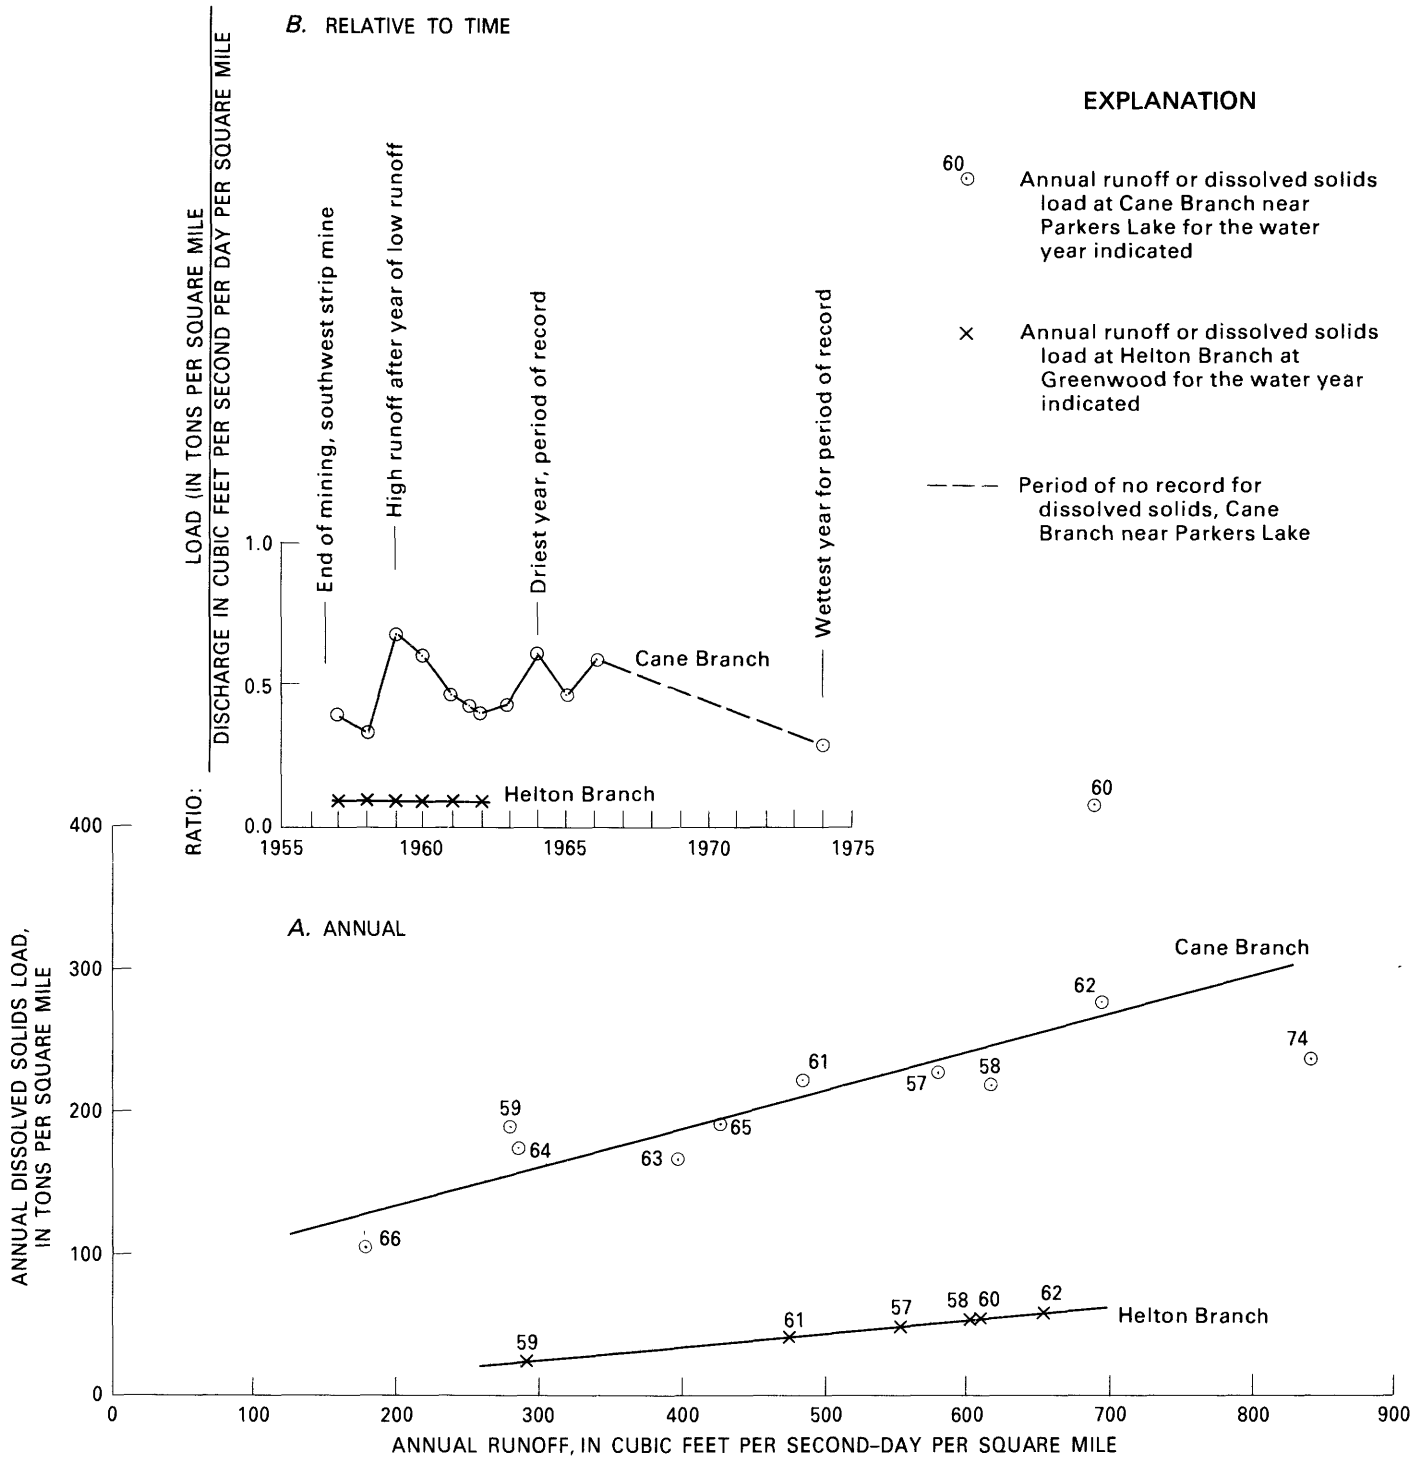 B. RELATIVE TO TIME
RATIO:
LOAD (IN TONS PER SQUARE MILE
DISCHARGE IN CUBIC FEET PER SECOND PER DAY PER SQUARE MILE
End of mining, southwest strip mine
High runoff after year of low runoff
Driest year, period of record
Wettest year for period of record
1.0
0.5
0.0
Cane Branch
Helton Branch
1955 1960 1965 1970 1975
EXPLANATION
60
Annual runoff or dissolved solids
load at Cane Branch near
Parkers Lake for the water
year indicated
Annual runoff or dissolved solids
load at Helton Branch at
Greenwood for the water year
indicated
Period of no record for
dissolved solids, Cane
Branch near Parkers Lake
A. ANNUAL
ANNUAL DISSOLVED SOLIDS LOAD,
IN TONS PER SQUARE MILE
400
300
200
100
0
60
Cane Branch
62
74
61
58
57
59
64
65
63
66
62
58 60
57
61
59
Helton Branch
0 100 200 300 400 500 600 700 800 900
ANNUAL RUNOFF, IN CUBIC FEET PER SECOND–DAY PER SQUARE MILE